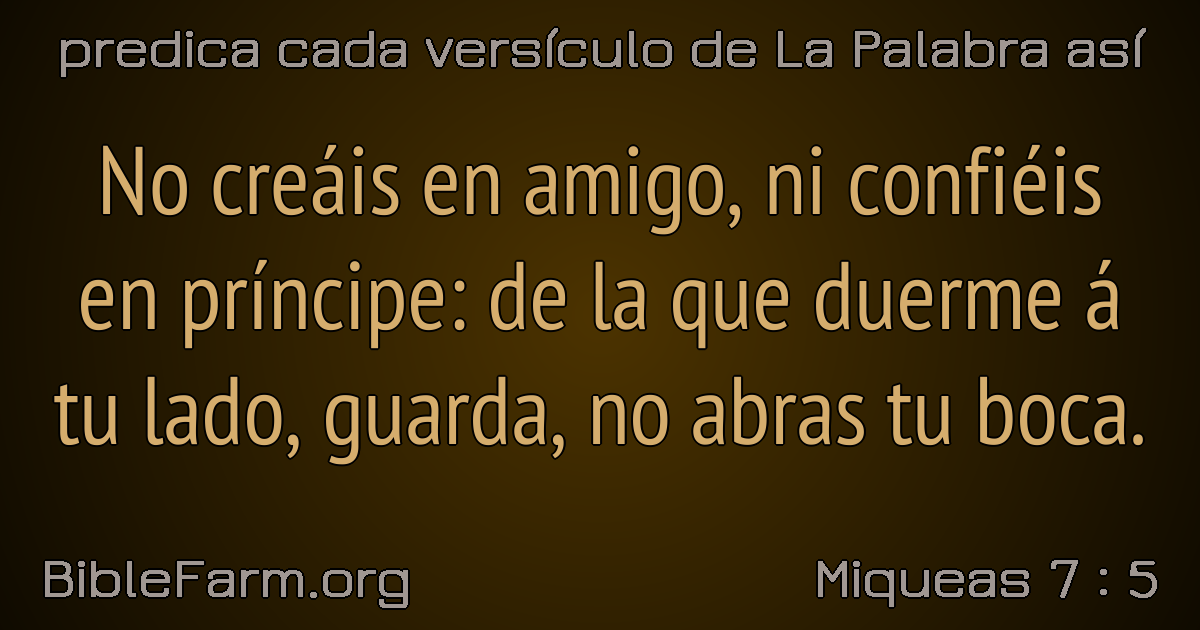 predica cada versículo de La Palabra así
No creáis en amigo, ni confiéis
en príncipe: de la que duerme á
tu lado, guarda, no abras tu boca.
BibleFarm.org
Miqueas 7 : 5